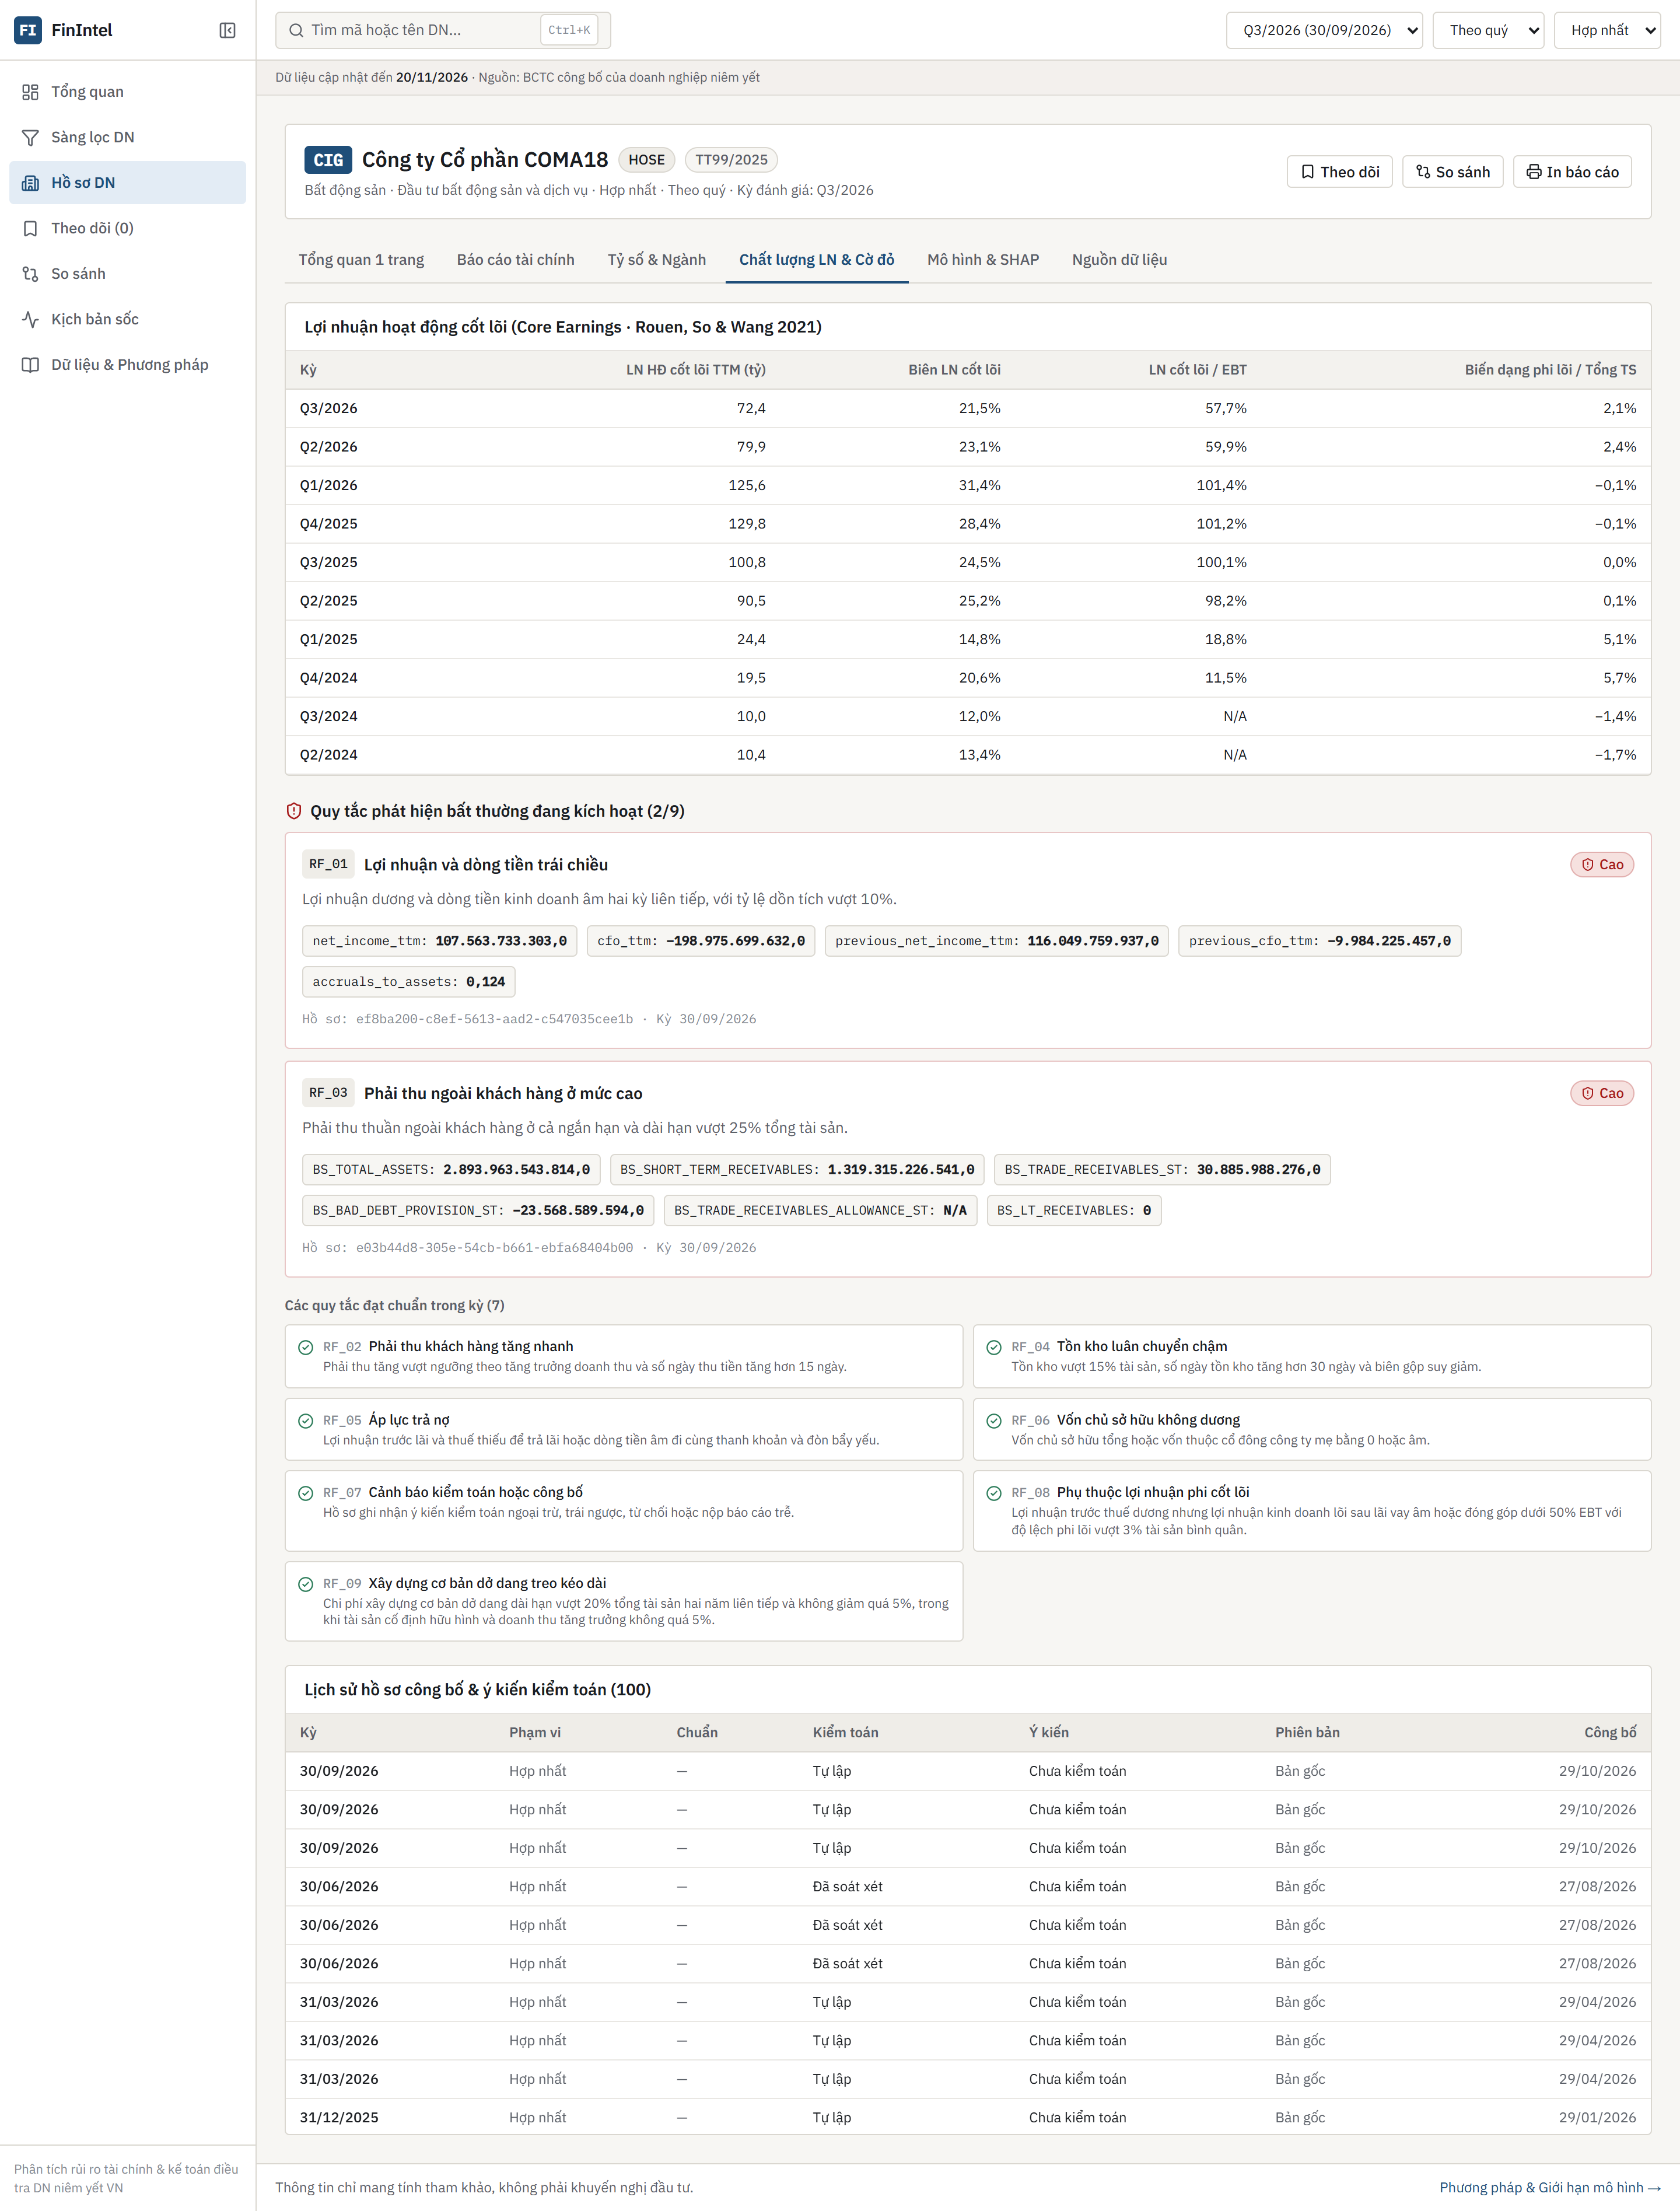 FI FinIntel
Tìm mã hoặc tên DN... Ctrl+K
Q3/2026 (30/09/2026) Theo quý Hợp nhất
Tổng quan
Sàng lọc DN
Hồ sơ DN
Theo dõi (0)
So sánh
Kịch bản sốc
Dữ liệu & Phương pháp
Phân tích rủi ro tài chính & kế toán điều
tra DN niêm yết VN
Dữ liệu cập nhật đến 20/11/2026 · Nguồn: BCTC công bố của doanh nghiệp niêm yết
CIG Công ty Cổ phần COMA18 HOSE TT99/2025
Bất động sản · Đầu tư bất động sản và dịch vụ · Hợp nhất · Theo quý · Kỳ đánh giá: Q3/2026
Theo dõi So sánh In báo cáo
Tổng quan 1 trang Báo cáo tài chính Tỷ số & Ngành Chất lượng LN & Cờ đỏ Mô hình & SHAP Nguồn dữ liệu
Lợi nhuận hoạt động cốt lõi (Core Earnings · Rouen, So & Wang 2021)
Kỳ LN HĐ cốt lõi TTM (tỷ) Biên LN cốt lõi LN cốt lõi / EBT Biến dạng phi lõi / Tổng TS
Q3/2026 72,4 21,5% 57,7% 2,1%
Q2/2026 79,9 23,1% 59,9% 2,4%
Q1/2026 125,6 31,4% 101,4% −0,1%
Q4/2025 129,8 28,4% 101,2% −0,1%
Q3/2025 100,8 24,5% 100,1% 0,0%
Q2/2025 90,5 25,2% 98,2% 0,1%
Q1/2025 24,4 14,8% 18,8% 5,1%
Q4/2024 19,5 20,6% 11,5% 5,7%
Q3/2024 10,0 12,0% N/A −1,4%
Q2/2024 10,4 13,4% N/A −1,7%
Quy tắc phát hiện bất thường đang kích hoạt (2/9)
RF_01 Lợi nhuận và dòng tiền trái chiều Cao
Lợi nhuận dương và dòng tiền kinh doanh âm hai kỳ liên tiếp, với tỷ lệ dồn tích vượt 10%.
net_income_ttm: 107.563.733.303,0 cfo_ttm: −198.975.699.632,0 previous_net_income_ttm: 116.049.759.937,0 previous_cfo_ttm: −9.984.225.457,0
accruals_to_assets: 0,124
Hồ sơ: ef8ba200-c8ef-5613-aad2-c547035cee1b · Kỳ 30/09/2026
RF_03 Phải thu ngoài khách hàng ở mức cao Cao
Phải thu thuần ngoài khách hàng ở cả ngắn hạn và dài hạn vượt 25% tổng tài sản.
BS_TOTAL_ASSETS: 2.893.963.543.814,0 BS_SHORT_TERM_RECEIVABLES: 1.319.315.226.541,0 BS_TRADE_RECEIVABLES_ST: 30.885.988.276,0
BS_BAD_DEBT_PROVISION_ST: −23.568.589.594,0 BS_TRADE_RECEIVABLES_ALLOWANCE_ST: N/A BS_LT_RECEIVABLES: 0
Hồ sơ: e03b44d8-305e-54cb-b661-ebfa68404b00 · Kỳ 30/09/2026
Các quy tắc đạt chuẩn trong kỳ (7)
RF_02 Phải thu khách hàng tăng nhanh
Phải thu tăng vượt ngưỡng theo tăng trưởng doanh thu và số ngày thu tiền tăng hơn 15 ngày.
RF_04 Tồn kho luân chuyển chậm
Tồn kho vượt 15% tài sản, số ngày tồn kho tăng hơn 30 ngày và biên gộp suy giảm.
RF_05 Áp lực trả nợ
Lợi nhuận trước lãi và thuế thiếu để trả lãi hoặc dòng tiền âm đi cùng thanh khoản và đòn bẩy yếu.
RF_06 Vốn chủ sở hữu không dương
Vốn chủ sở hữu tổng hoặc vốn thuộc cổ đông công ty mẹ bằng 0 hoặc âm.
RF_07 Cảnh báo kiểm toán hoặc công bố
Hồ sơ ghi nhận ý kiến kiểm toán ngoại trừ, trái ngược, từ chối hoặc nộp báo cáo trễ.
RF_08 Phụ thuộc lợi nhuận phi cốt lõi
Lợi nhuận trước thuế dương nhưng lợi nhuận kinh doanh lõi sau lãi vay âm hoặc đóng góp dưới 50% EBT với
độ lệch phi lõi vượt 3% tài sản bình quân.
RF_09 Xây dựng cơ bản dở dang treo kéo dài
Chi phí xây dựng cơ bản dở dang dài hạn vượt 20% tổng tài sản hai năm liên tiếp và không giảm quá 5%, trong
khi tài sản cố định hữu hình và doanh thu tăng trưởng không quá 5%.
Lịch sử hồ sơ công bố & ý kiến kiểm toán (100)
Kỳ Phạm vi Chuẩn Kiểm toán Ý kiến Phiên bản Công bố
30/09/2026 Hợp nhất — Tự lập Chưa kiểm toán Bản gốc 29/10/2026
30/09/2026 Hợp nhất — Tự lập Chưa kiểm toán Bản gốc 29/10/2026
30/09/2026 Hợp nhất — Tự lập Chưa kiểm toán Bản gốc 29/10/2026
30/06/2026 Hợp nhất — Đã soát xét Chưa kiểm toán Bản gốc 27/08/2026
30/06/2026 Hợp nhất — Đã soát xét Chưa kiểm toán Bản gốc 27/08/2026
30/06/2026 Hợp nhất — Đã soát xét Chưa kiểm toán Bản gốc 27/08/2026
31/03/2026 Hợp nhất — Tự lập Chưa kiểm toán Bản gốc 29/04/2026
31/03/2026 Hợp nhất — Tự lập Chưa kiểm toán Bản gốc 29/04/2026
31/03/2026 Hợp nhất — Tự lập Chưa kiểm toán Bản gốc 29/04/2026
31/12/2025 Hợp nhất — Tự lập Chưa kiểm toán Bản gốc 29/01/2026
Thông tin chỉ mang tính tham khảo, không phải khuyến nghị đầu tư. Phương pháp & Giới hạn mô hình →